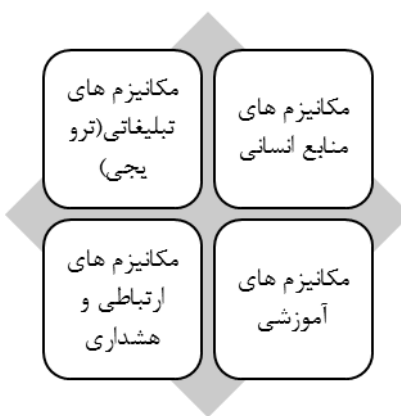 مکانیزم های
منابع انسانی
مکانیزم های
تبلیغاتی(ترو
یجی)
مکانیزم های
آموزشی
مکانیزم های
ارتباطی و
هشداری